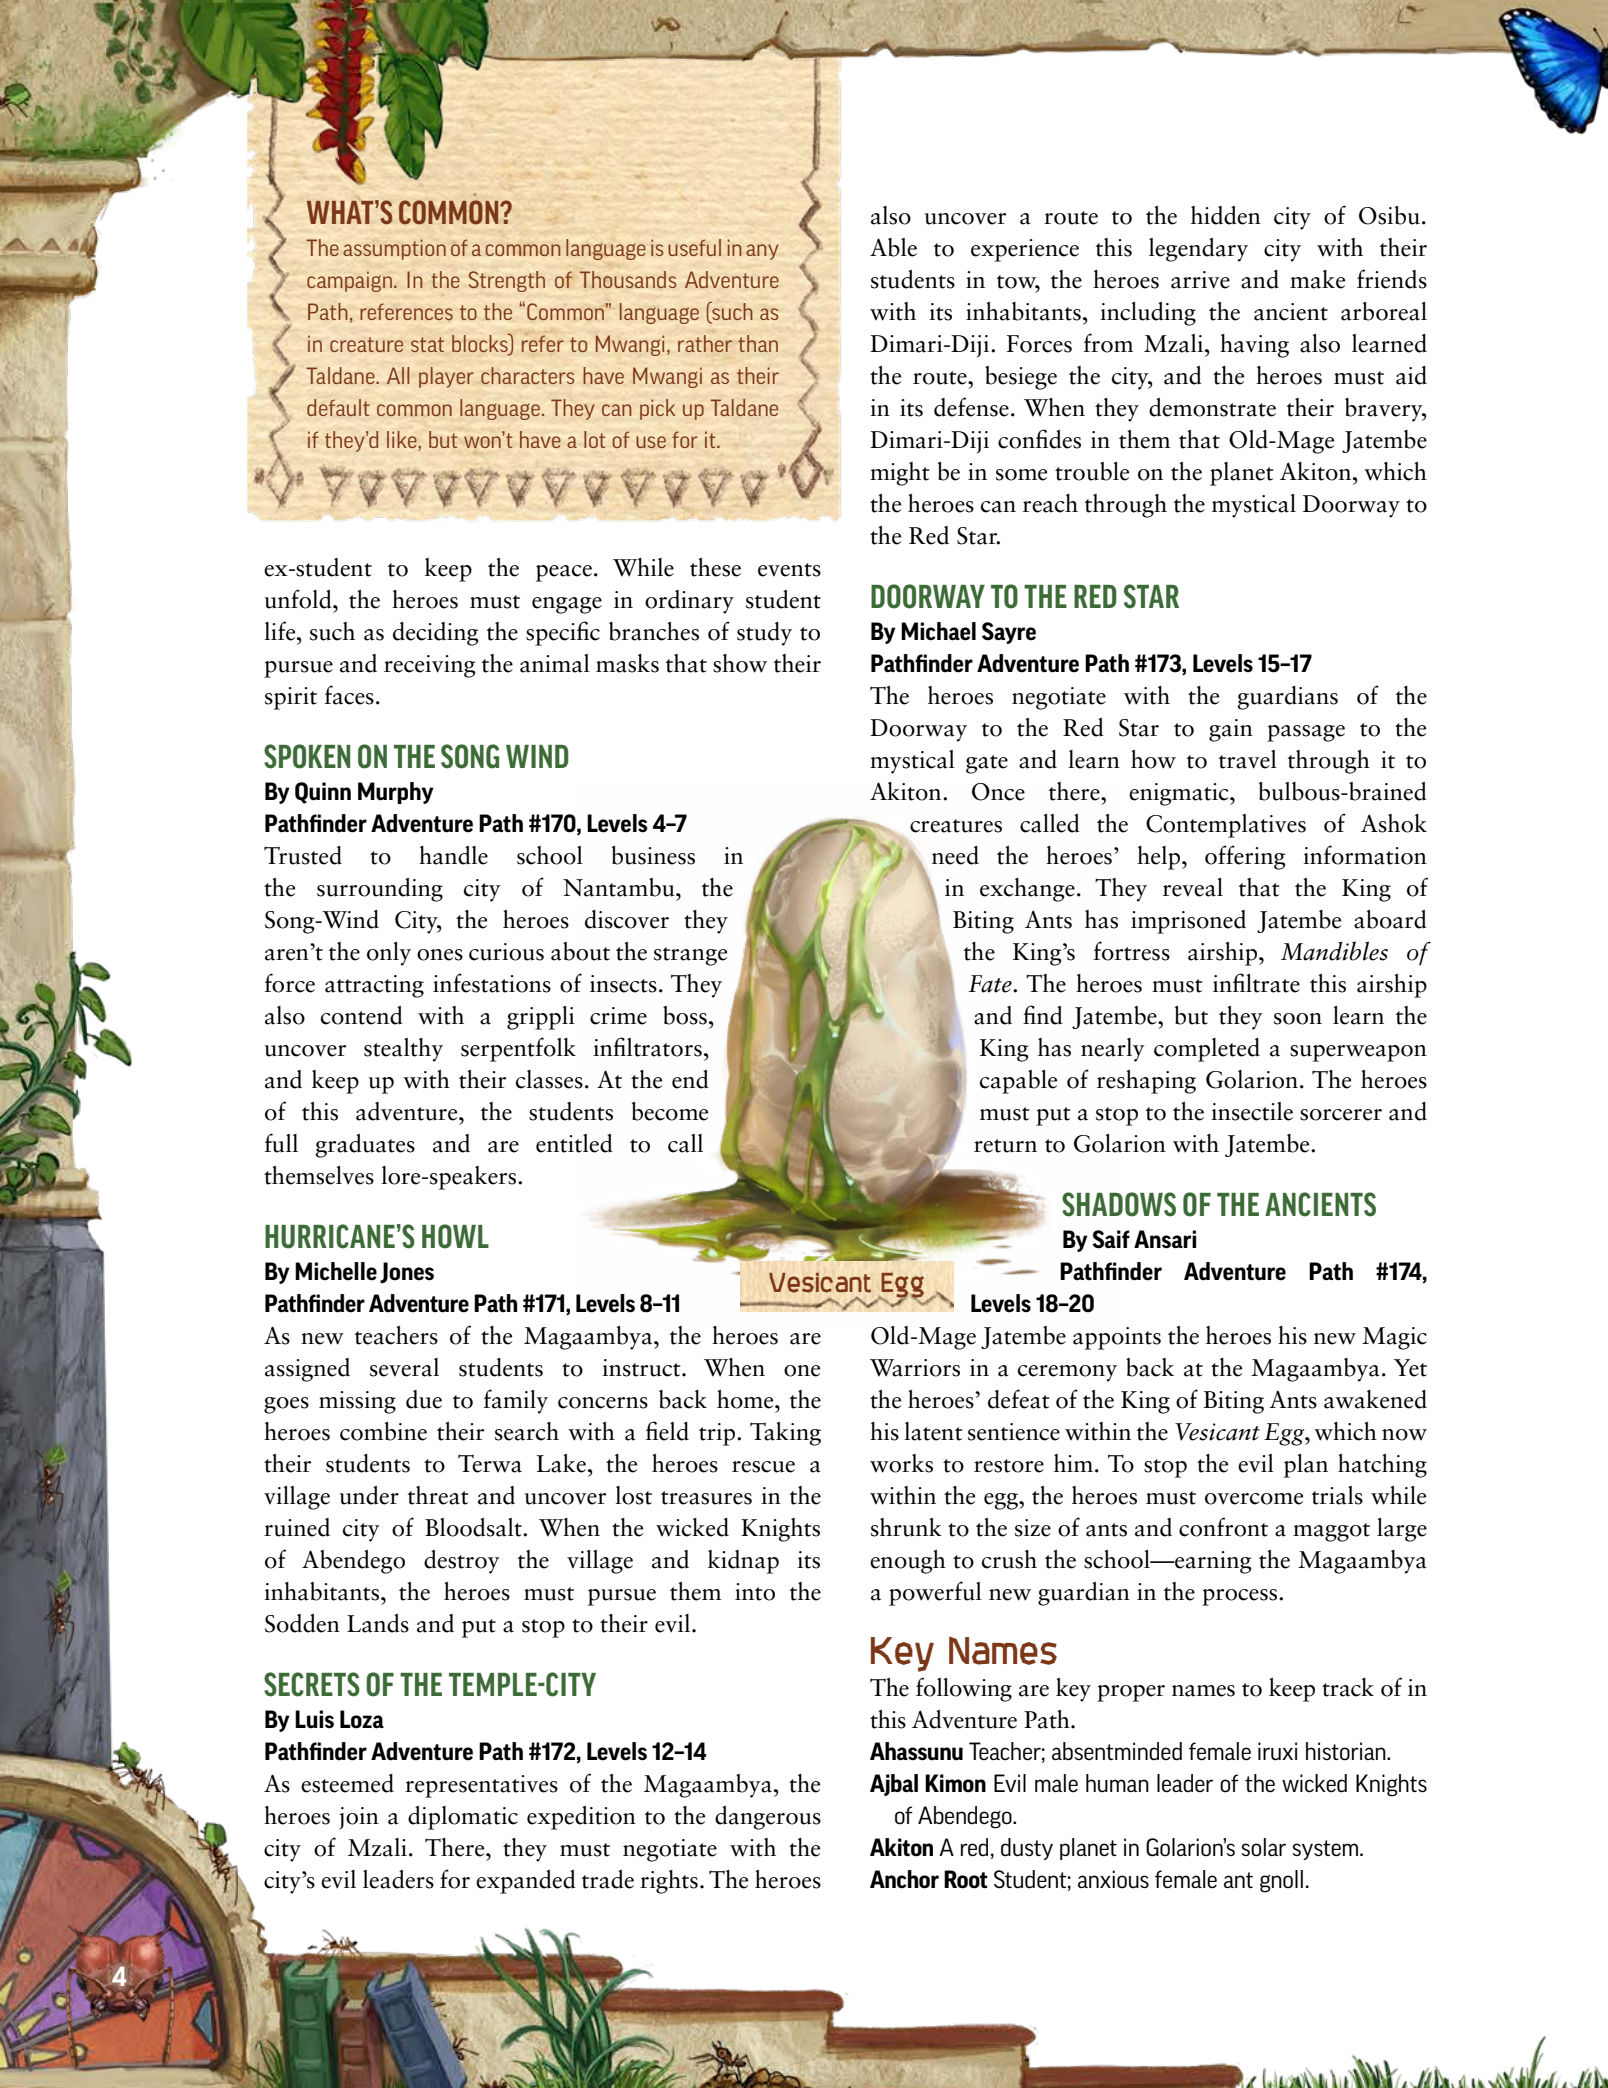 WHAT'S COMMON?
The assumption of a common language is useful in any
campaign. In the Strength of Thousands Adventure
Path, references to the “Common” language (such as
in creature stat blocks) refer to Mwangi, rather than
Taldane. All player characters have Mwangi as their
default common language. They can pick up Taldane
if they'd like, but won't have a lot of use for it.
ex-student to keep the peace. While these events
unfold, the heroes must engage in ordinary student
life, such as deciding the specific branches of study to
pursue and receiving the animal masks that show their
spirit faces.
SPOKEN ON THE SONG WIND
By Quinn Murphy
Pathfinder Adventure Path #170, Levels 4–7
Trusted to handle school business in
the surrounding city of Nantambu, the
Song-Wind City, the heroes discover they
aren't the only ones curious about the strange
force attracting infestations of insects. They
also contend with a grippli crime boss,
uncover stealthy serpentfolk infiltrators,
and keep up with their classes. At the end
of this adventure, the students become
full graduates and are entitled to call
themselves lore-speakers.
HURRICANE'S HOWL
By Michelle Jones
Pathfinder Adventure Path #171, Levels 8–11
As new teachers of the Magaambya, the heroes are
assigned several students to instruct. When one
goes missing due to family concerns back home, the
heroes combine their search with a field trip. Taking
their students to Terwa Lake, the heroes rescue a
village under threat and uncover lost treasures in the
ruined city of Bloodsalt. When the wicked Knights
of Abendego destroy the village and kidnap its
inhabitants, the heroes must pursue them into the
Sodden Lands and put a stop to their evil.
SECRETS OF THE TEMPLE-CITY
By Luis Loza
Pathfinder Adventure Path #172, Levels 12–14
As esteemed representatives of the Magaambya, the
heroes join a diplomatic expedition to the dangerous
city of Mzali. There, they must negotiate with the
city's evil leaders for expanded trade rights. The heroes
also uncover a route to the hidden city of Osibu.
Able to experience this legendary city with their
students in tow, the heroes arrive and make friends
with its inhabitants, including the ancient arboreal
Dimari-Diji. Forces from Mzali, having also learned
the route, besiege the city, and the heroes must aid
in its defense. When they demonstrate their bravery,
Dimari-Diji confides in them that Old-Mage Jatembe
might be in some trouble on the planet Akiton, which
the heroes can reach through the mystical Doorway to
the Red Star.
DOORWAY TO THE RED STAR
By Michael Sayre
Pathfinder Adventure Path #173, Levels 15–17
The heroes negotiate with the guardians of the
Doorway to the Red Star to gain passage to the
mystical gate and learn how to travel through it to
Akiton. Once there, enigmatic, bulbous-brained
creatures called the Contemplatives of Ashok
need the heroes' help, offering information
in exchange. They reveal that the King of
Biting Ants has imprisoned Jatembe aboard
the King's fortress airship, Mandibles of
Fate. The heroes must infiltrate this airship
and find Jatembe, but they soon learn the
King has nearly completed a superweapon
capable of reshaping Golarion. The heroes
must put a stop to the insectile sorcerer and
return to Golarion with Jatembe.
Vesicant Egg
SHADOWS OF THE ANCIENTS
By Saif Ansari
Pathfinder Adventure Path #174,
Levels 18–20
Old-Mage Jatembe appoints the heroes his new Magic
Warriors in a ceremony back at the Magaambya. Yet
the heroes' defeat of the King of Biting Ants awakened
his latent sentience within the Vesicant Egg, which now
works to restore him. To stop the evil plan hatching
within the egg, the heroes must overcome trials while
shrunk to the size of ants and confront a maggot large
enough to crush the school—earning the Magaambya
a powerful new guardian in the process.
Key Names
The following are key proper names to keep track of in
this Adventure Path.
Ahassunu Teacher; absentminded female iruxi historian.
Ajbal Kimon Evil male human leader of the wicked Knights
of Abendego.
Akiton A red, dusty planet in Golarion's solar system.
Anchor Root Student; anxious female ant gnoll.
4